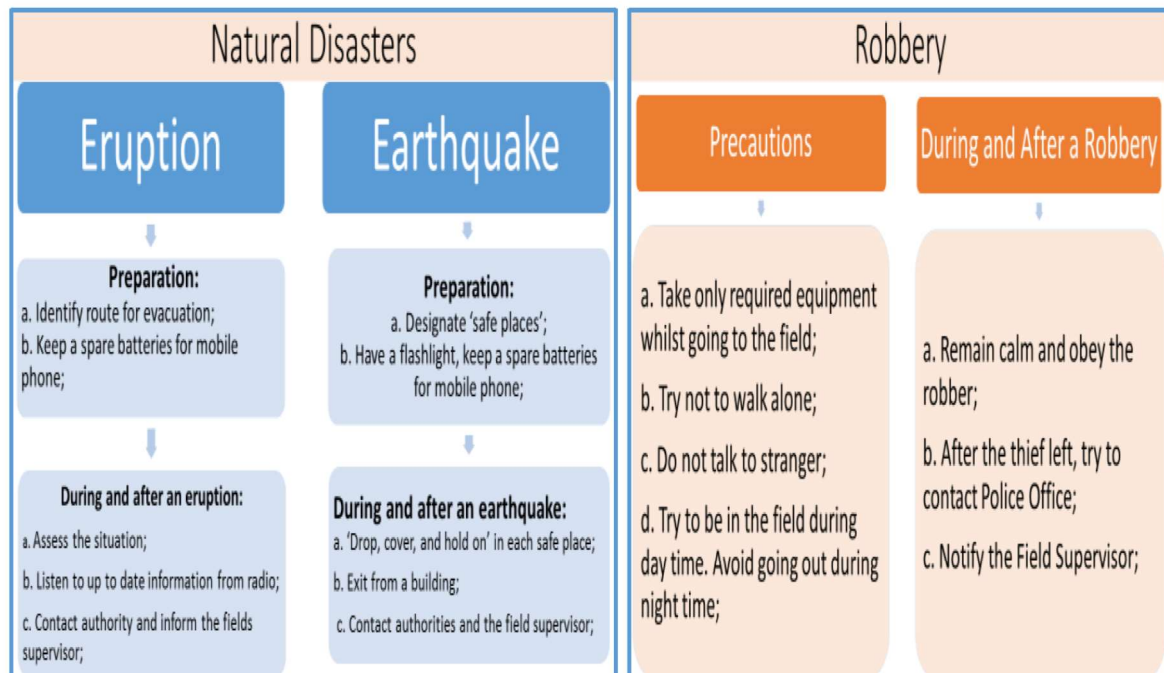 Natural Disasters
Eruption
Preparation:
a. Identify route for evacuation;
b. Keep a spare batteries for mobile
phone;
During and after an eruption:
a. Assess the situation;
b. Listen to up to date information from radio;
c. Contact authority and inform the fields
supervisor;
Earthquake
Preparation:
a. Designate ‘safe places’;
b. Have a flashlight, keep a spare batteries
for mobile phone;
During and after an earthquake:
a. ‘Drop, cover, and hold on’ in each safe place;
b. Exit from a building;
c. Contact authorities and the field supervisor;
Robbery
Precautions
a. Take only required equipment
whilst going to the field;
b. Try not to walk alone;
c. Do not talk to stranger;
d. Try to be in the field during
day time. Avoid going out during
night time;
During and After a Robbery
a. Remain calm and obey the
robber;
b. After the thief left, try to
contact Police Office;
c. Notify the Field Supervisor;